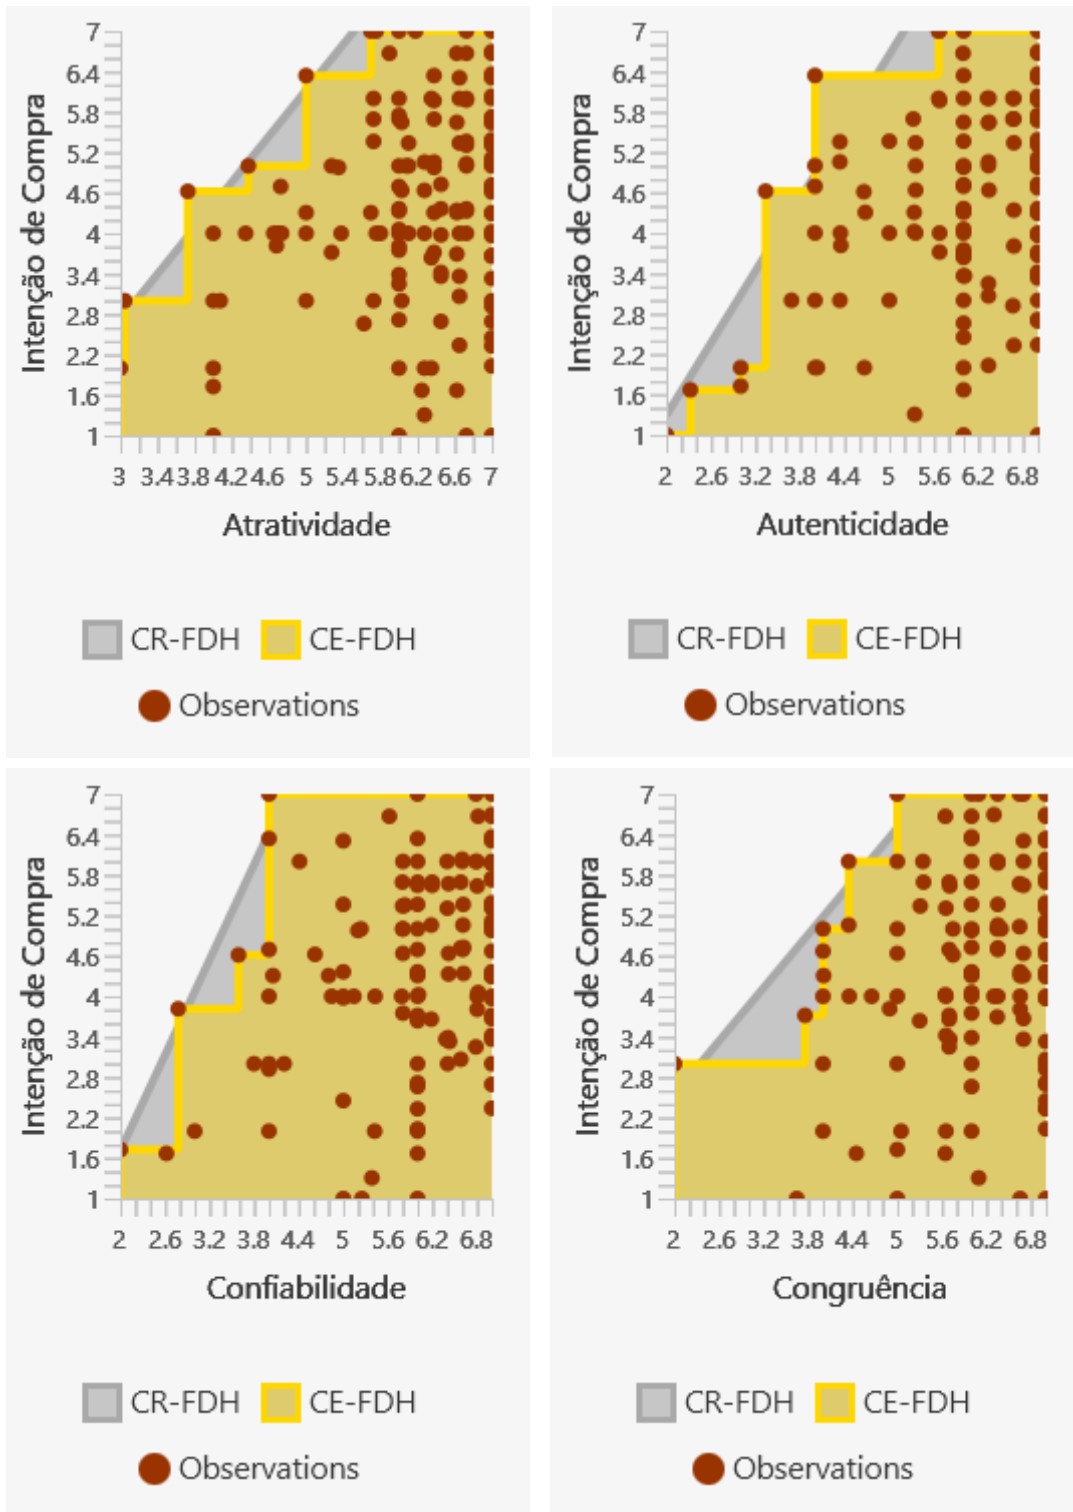 Intenção de Compra
7
6.4
5.8
5.2
4.6
4
3.4
2.8
2.2
1.6
1
3 3.4 3.8 4.2 4.6 5 5.4 5.8 6.2 6.6 7
Atratividade
CR-FDH CE-FDH
Observations
Intenção de Compra
7
6.4
5.8
5.2
4.6
4
3.4
2.8
2.2
1.6
1
2 2.6 3.2 3.8 4.4 5 5.6 6.2 6.8
Autenticidade
CR-FDH CE-FDH
Observations
Intenção de Compra
7
6.4
5.8
5.2
4.6
4
3.4
2.8
2.2
1.6
1
2 2.6 3.2 3.8 4.4 5 5.6 6.2 6.8
Confiabilidade
CR-FDH CE-FDH
Observations
Intenção de Compra
7
6.4
5.8
5.2
4.6
4
3.4
2.8
2.2
1.6
1
2 2.6 3.2 3.8 4.4 5 5.6 6.2 6.8
Congruência
CR-FDH CE-FDH
Observations